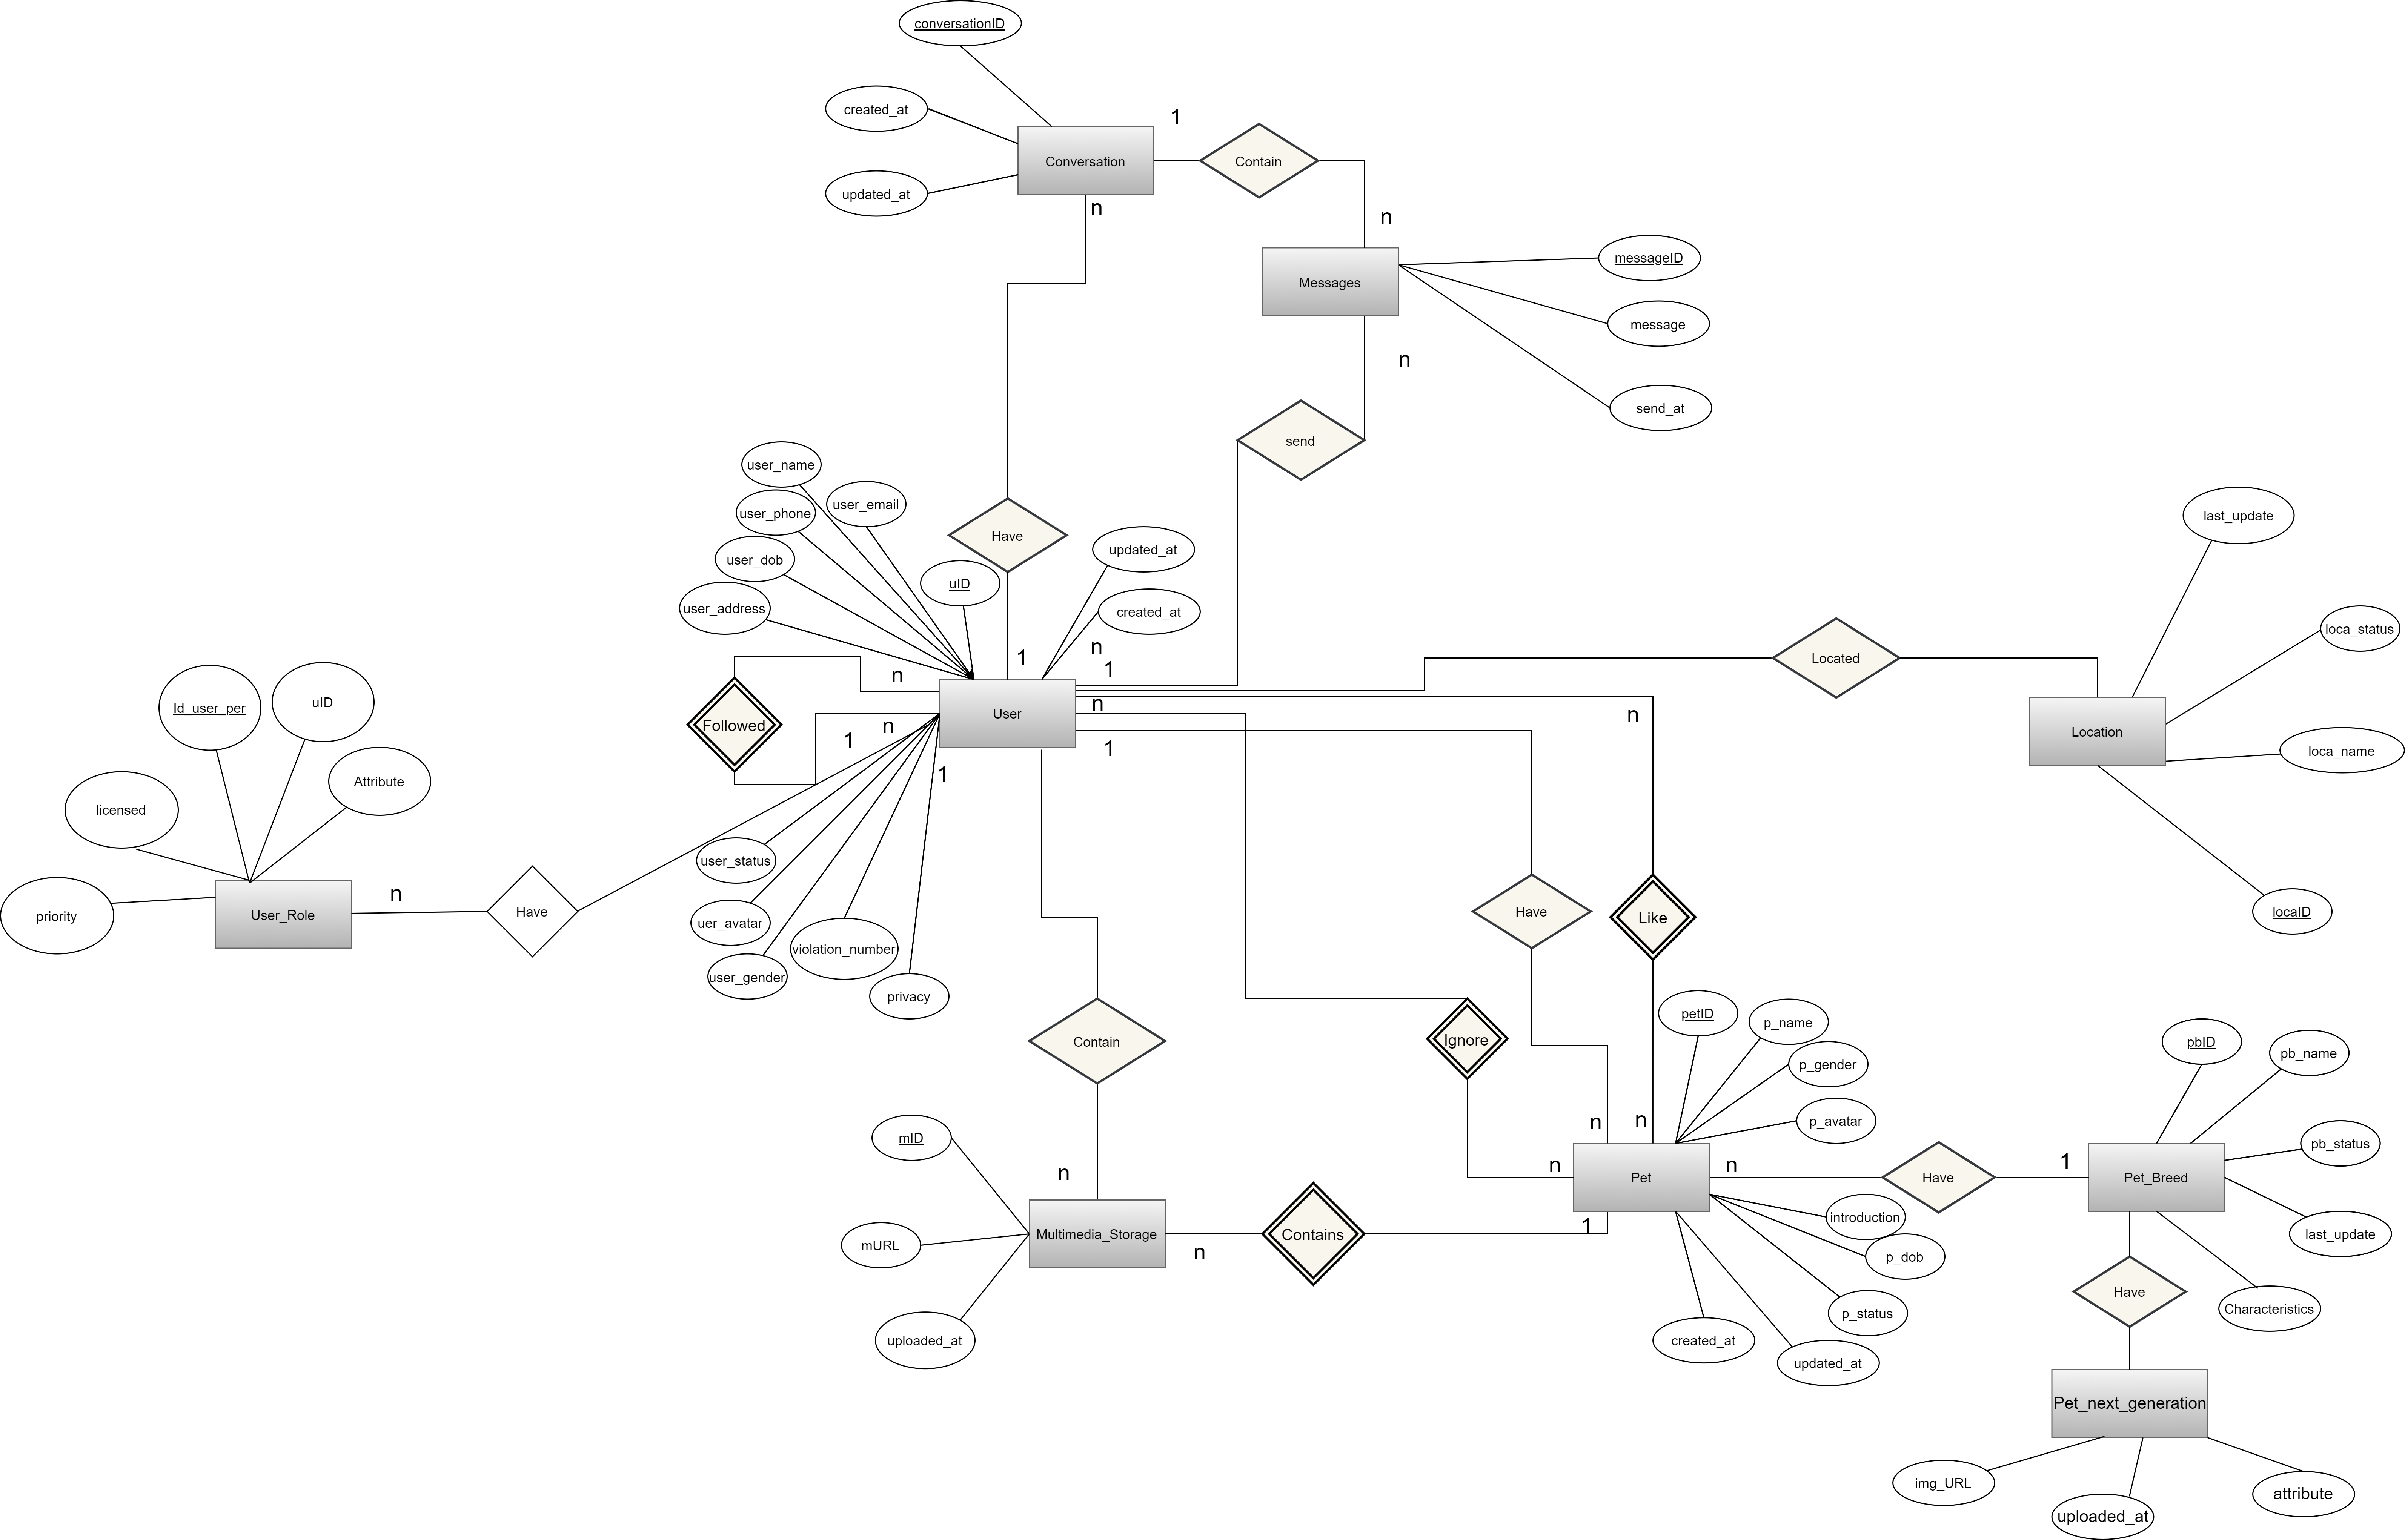 conversationID
created_at
1
Conversation
Contain
updated_at
n
n
messageID
Messages
message
n
send_at
send
user_name
user_email
user_phone
Have
last_update
updated_at
user_dob
uID
user_address
created_at
loca_status
n
1
1
Located
n
User
n
Followed
n
1
1
n
Location
loca_name
Id_user_per
uID
Attribute
licensed
1
user_status
n
priority
User_Role
Have
uer_avatar
violation_number
user_gender
privacy
Have
Like
locaID
Contain
Ignore
petID
p_name
p_gender
p_avatar
pbID
pb_name
pb_status
n
n
mID
n
n
Pet
n
Have
1
Pet_Breed
introduction
last_update
mURL
Multimedia_Storage
n
Contains
1
p_dob
p_status
Have
Characteristics
uploaded_at
created_at
updated_at
Pet_next_generation
img_URL
uploaded_at
attribute